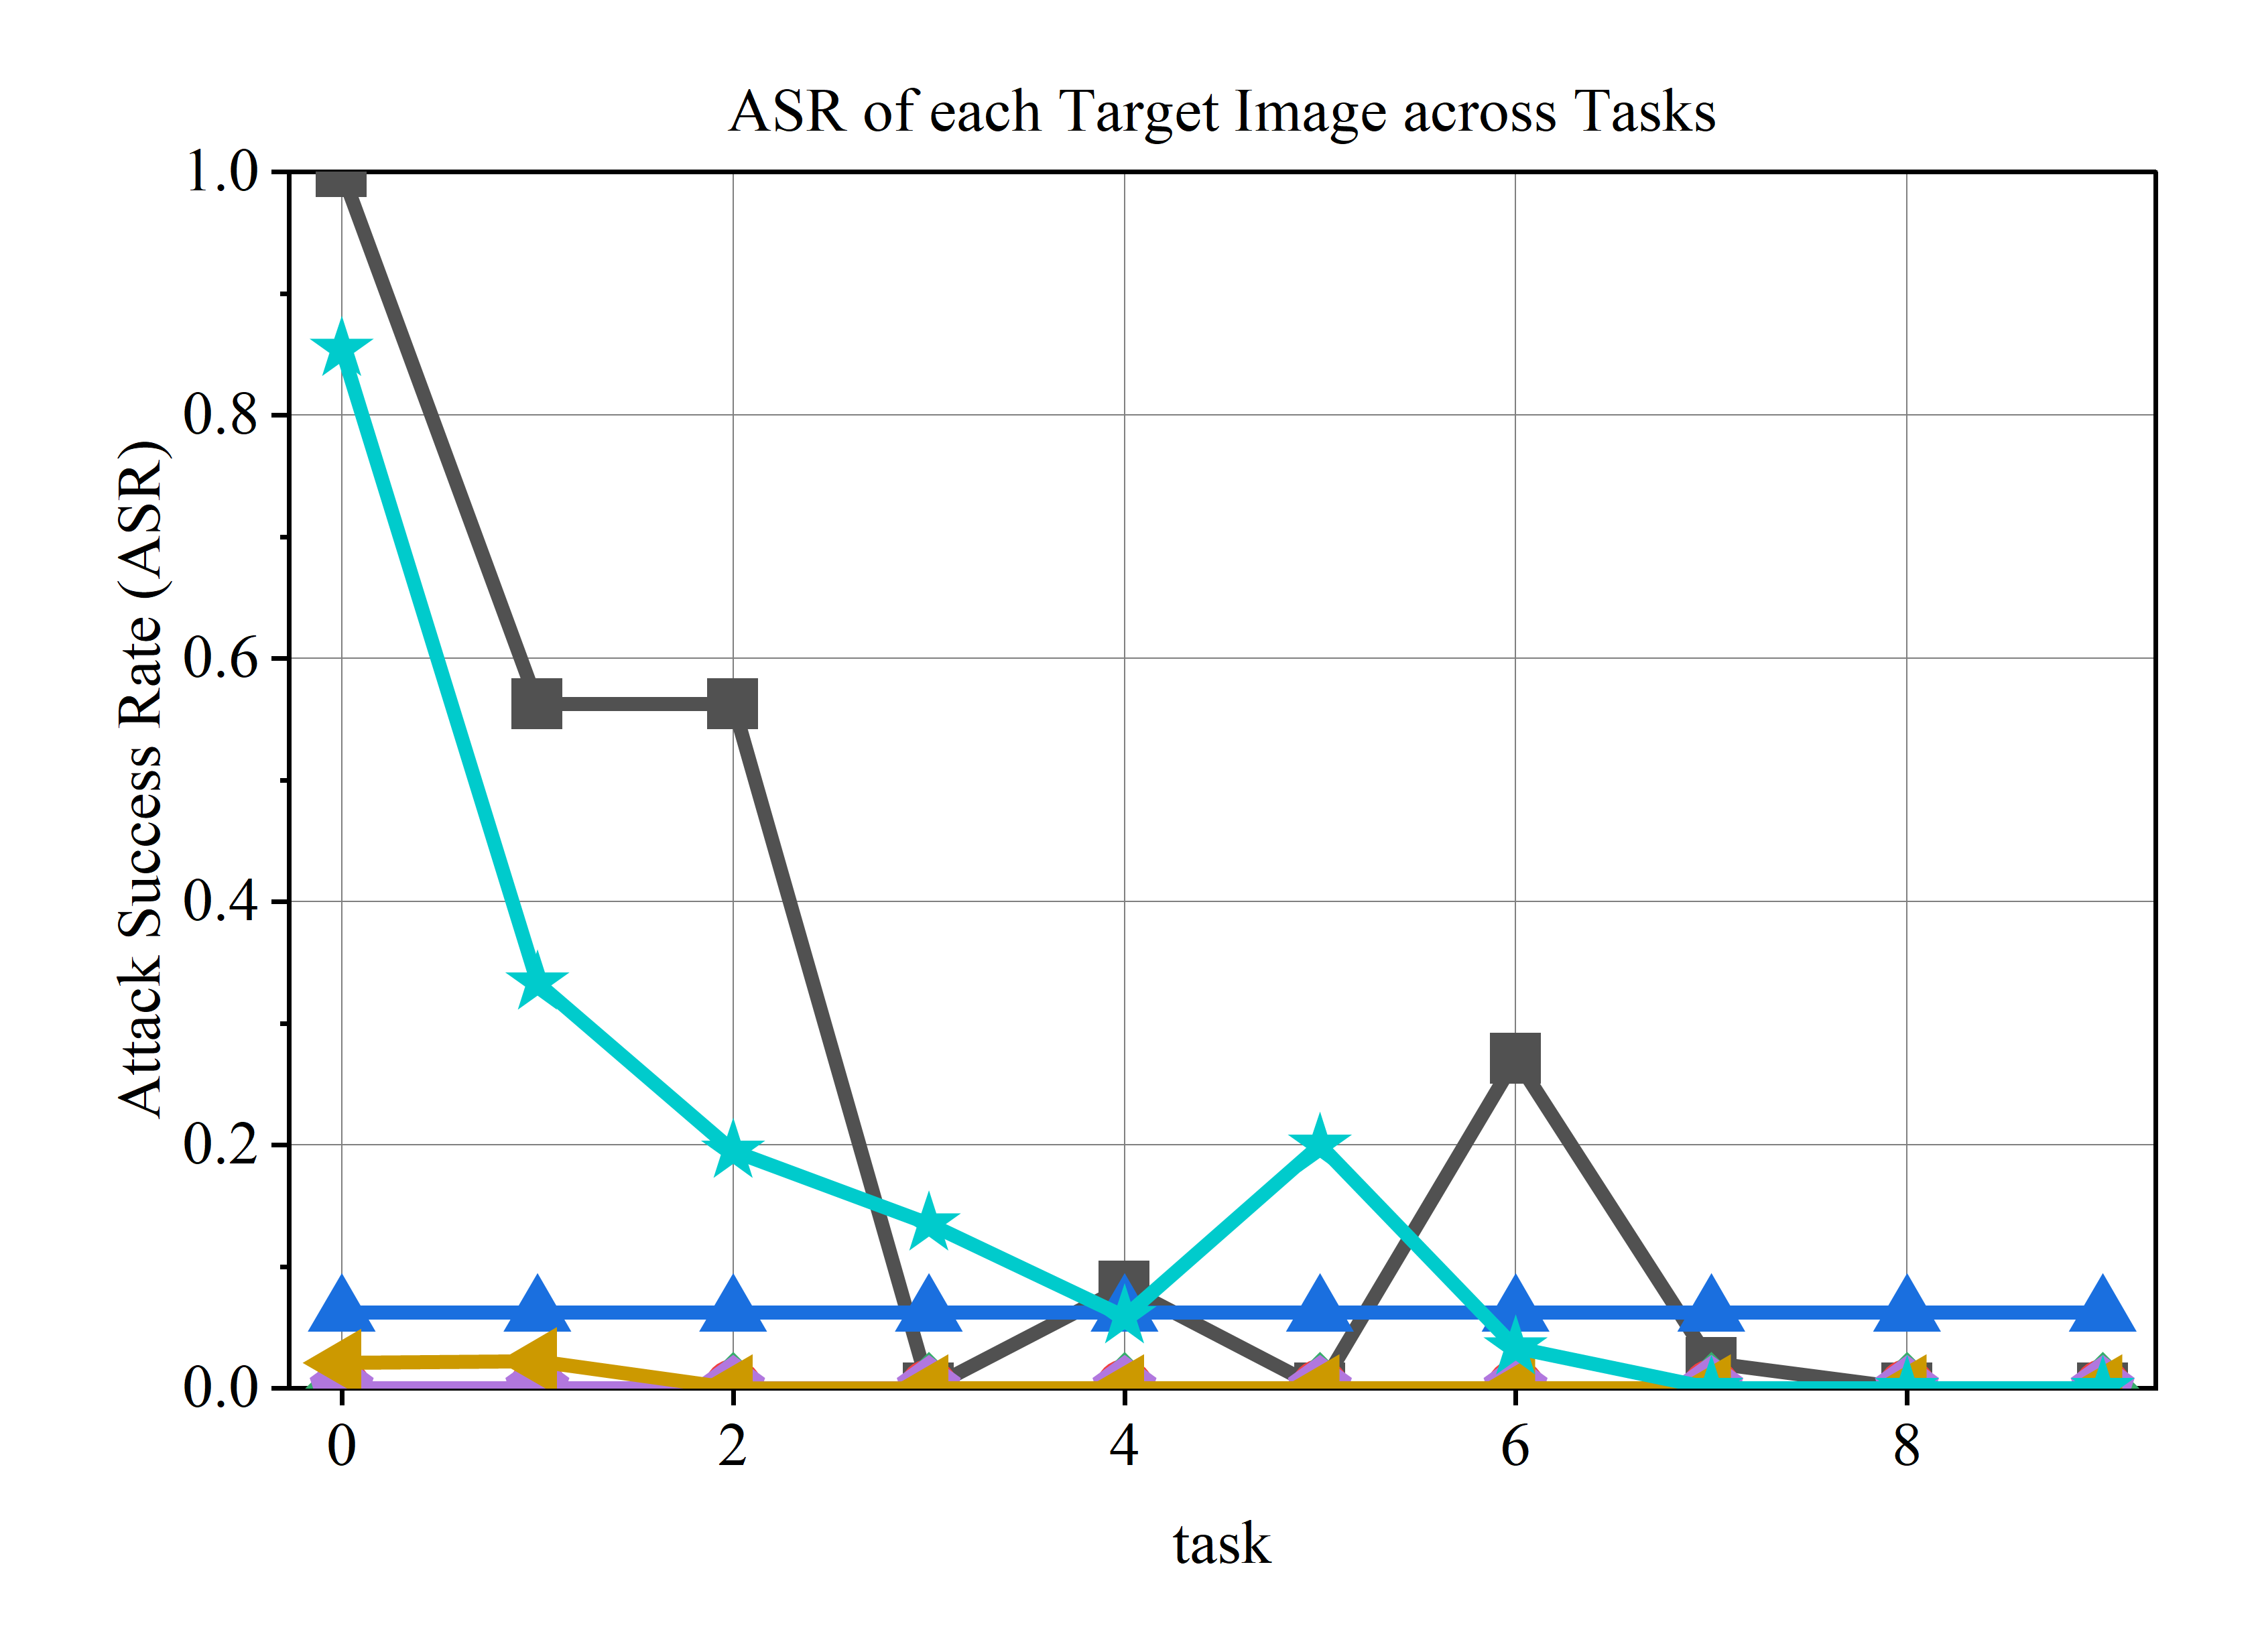 ASR of each Target Image across Tasks
1.0
0.8
0.6
0.4
0.2
0.0
Attack Success Rate (ASR)
0 2 4 6 8
task